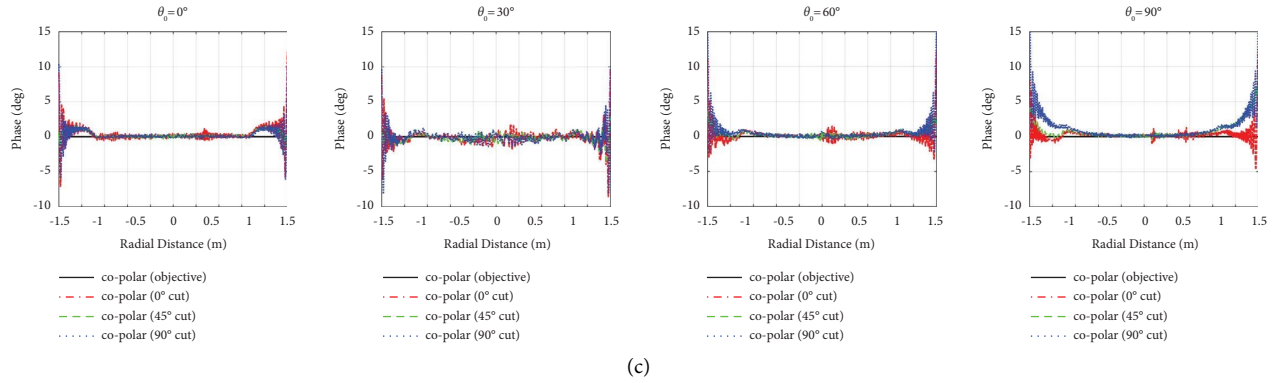 θ₀ = 0°
15
10
5
0
-5
-10
Phase (deg)
-1.5 -1 0 0 0.5 1 1.5
Radial Distance (m)
co-polar (objective)
co-polar (0° cut)
co-polar (45° cut)
co-polar (90° cut)
θ₀ = 30°
15
10
5
0
-5
-10
Phase (deg)
-1.5 -1 0 0 0.5 1 1.5
Radial Distance (m)
co-polar (objective)
co-polar (0° cut)
co-polar (45° cut)
co-polar (90° cut)
θ₀ = 60°
15
10
5
0
-5
-10
Phase (deg)
-1.5 -1 0 0 0.5 1 1.5
Radial Distance (m)
co-polar (objective)
co-polar (0° cut)
co-polar (45° cut)
co-polar (90° cut)
θ₀ = 90°
15
10
5
0
-5
-10
Phase (deg)
-1.5 -1 0 0 0.5 1 1.5
Radial Distance (m)
co-polar (objective)
co-polar (0° cut)
co-polar (45° cut)
co-polar (90° cut)
(c)